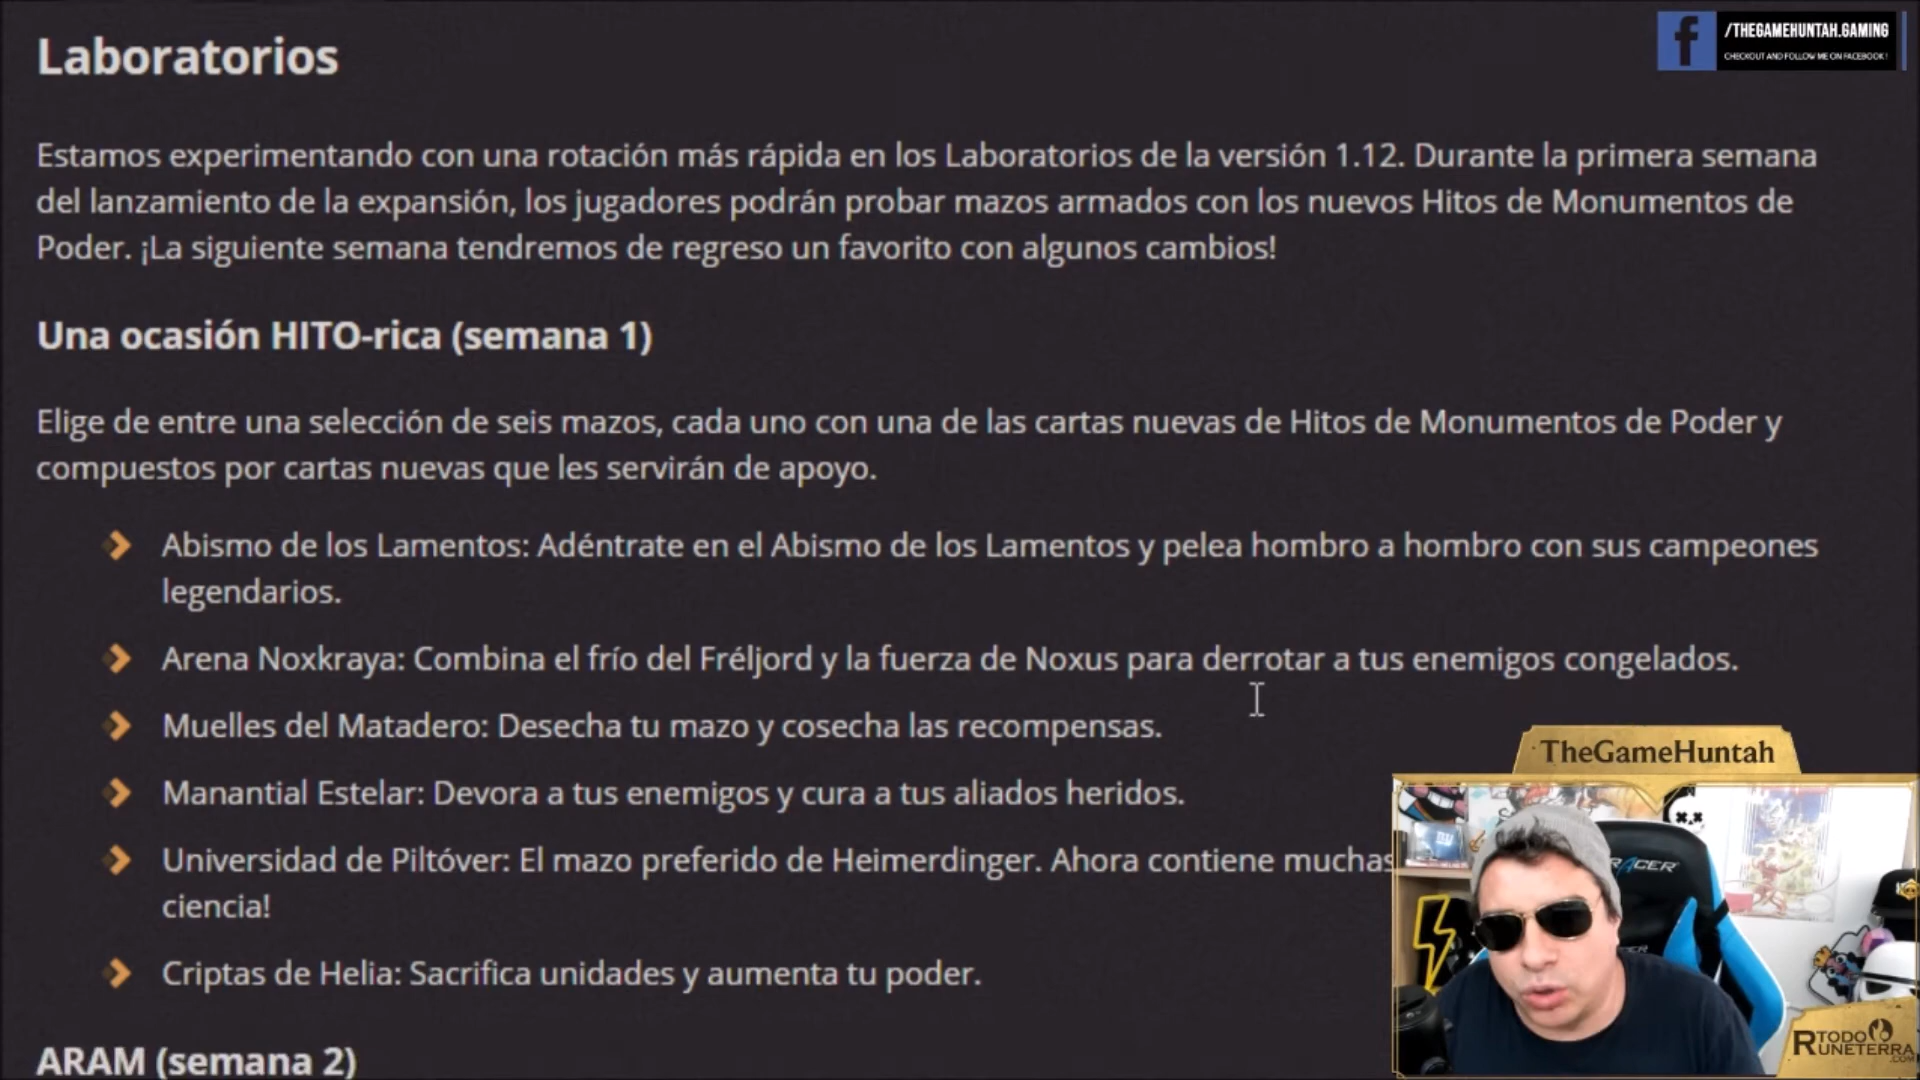 Laboratorios
/THEGAMEHUNTAH.GAMING
CHECKOUT AND FOLLOW ME ON FACEBOOK!
Estamos experimentando con una rotación más rápida en los Laboratorios de la versión 1.12. Durante la primera semana
del lanzamiento de la expansión, los jugadores podrán probar mazos armados con los nuevos Hitos de Monumentos de
Poder. ¡La siguiente semana tendremos de regreso un favorito con algunos cambios!
Una ocasión HITO-rica (semana 1)
Elige de entre una selección de seis mazos, cada uno con una de las cartas nuevas de Hitos de Monumentos de Poder y
compuestos por cartas nuevas que les servirán de apoyo.
Abismo de los Lamentos: Adéntrate en el Abismo de los Lamentos y pelea hombro a hombro con sus campeones
legendarios.
Arena Noxkraya: Combina el frío del Fréljord y la fuerza de Noxus para derrotar a tus enemigos congelados.
Muelles del Matadero: Desecha tu mazo y cosecha las recompensas.
Manantial Estelar: Devora a tus enemigos y cura a tus aliados heridos.
Universidad de Piltóver: El mazo preferido de Heimerdinger. Ahora contiene muchas
ciencia!
Criptas de Helia: Sacrifica unidades y aumenta tu poder.
ARAM (semana 2)
TheGameHuntah
TODO
RUNETERRA
.COM